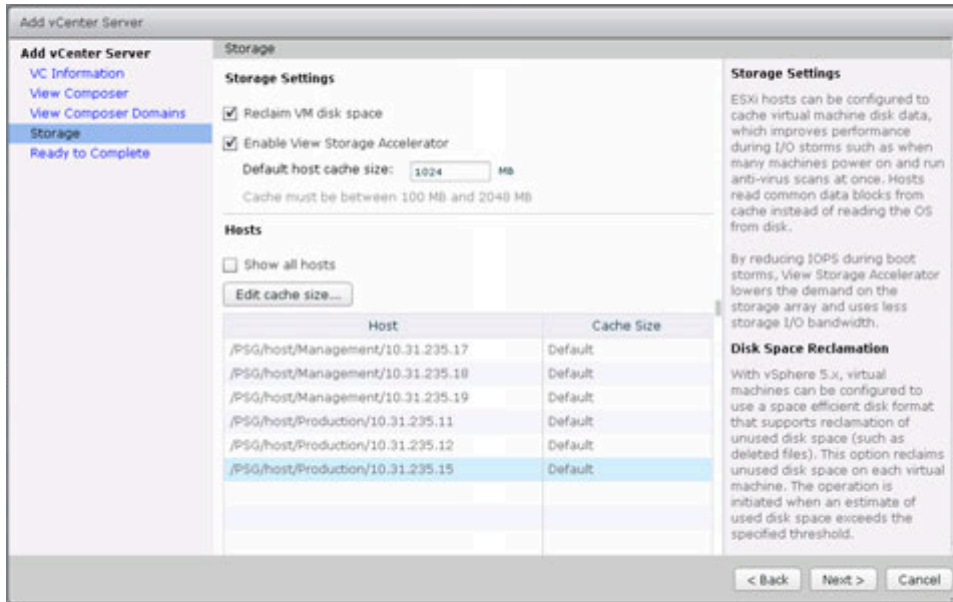 Add vCenter Server
Add vCenter Server
VC Information
View Composer
View Composer Domains
Storage
Ready to Complete
Storage
Storage Settings
Reclaim VM disk space
Enable View Storage Accelerator
Default host cache size: 1024 MB
Cache must be between 100 MB and 2048 MB
Hosts
Show all hosts
Edit cache size...
Host Cache Size
/PSG/host/Management/10.31.235.17 Default
/PSG/host/Management/10.31.235.18 Default
/PSG/host/Management/10.31.235.19 Default
/PSG/host/Production/10.31.235.11 Default
/PSG/host/Production/10.31.235.12 Default
/PSG/host/Production/10.31.235.15 Default
Storage Settings
ESXi hosts can be configured to
cache virtual machine disk data,
which improves performance
during I/O storms such as when
many machines power on and run
anti-virus scans at once. Hosts
read common data blocks from
cache instead of reading the OS
from disk.
By reducing IOPS during boot
storms, View Storage Accelerator
lowers the demand on the
storage array and uses less
storage I/O bandwidth.
Disk Space Reclamation
With vSphere 5.x, virtual
machines can be configured to
use a space efficient disk format
that supports reclamation of
unused disk space (such as
deleted files). This option reclaims
unused disk space on each virtual
machine. The operation is
initiated when an estimate of
used disk space exceeds the
specified threshold.
< Back Next > Cancel